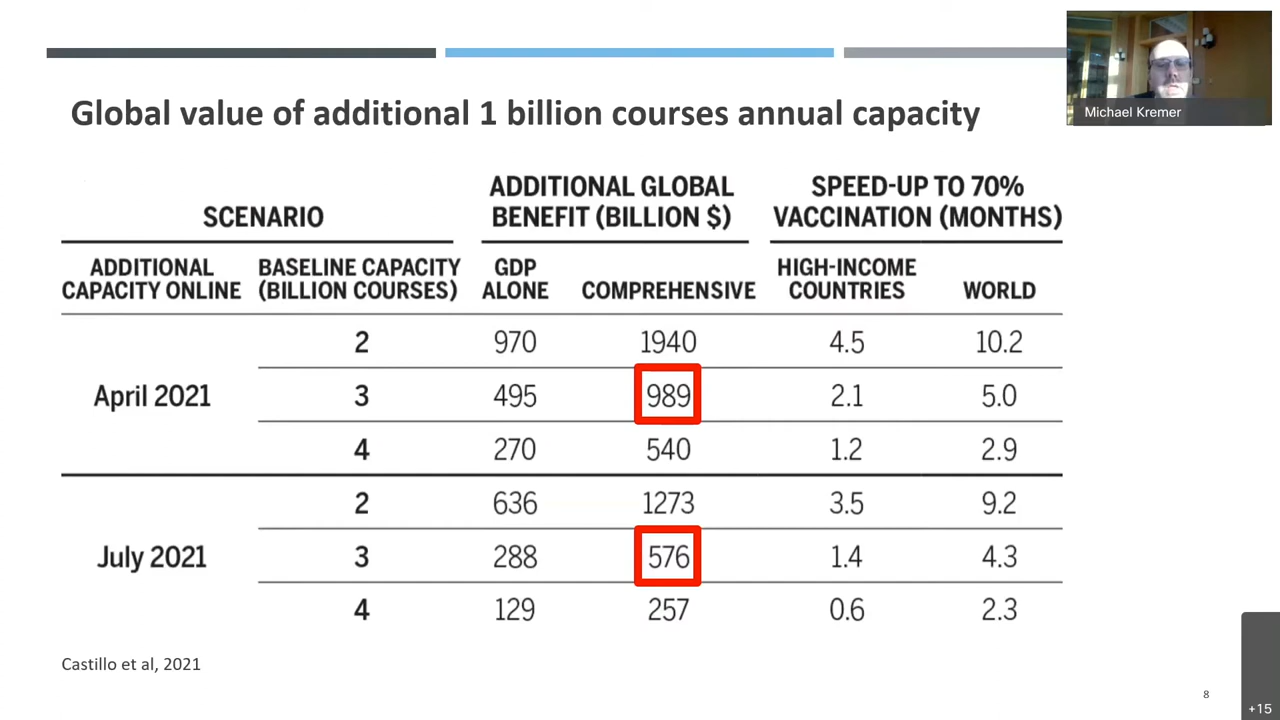 Michael Kremer
Global value of additional 1 billion courses annual capacity
SCENARIO
ADDITIONAL GLOBAL
BENEFIT (BILLION $)
SPEED-UP TO 70%
VACCINATION (MONTHS)
ADDITIONAL
CAPACITY ONLINE
BASELINE CAPACITY
(BILLION COURSES)
GDP
ALONE
COMPREHENSIVE
HIGH-INCOME
COUNTRIES
WORLD
2 970 1940 4.5 10.2
April 2021 3 495 989 2.1 5.0
4 270 540 1.2 2.9
2 636 1273 3.5 9.2
July 2021 3 288 576 1.4 4.3
4 129 257 0.6 2.3
Castillo et al, 2021
8
+15